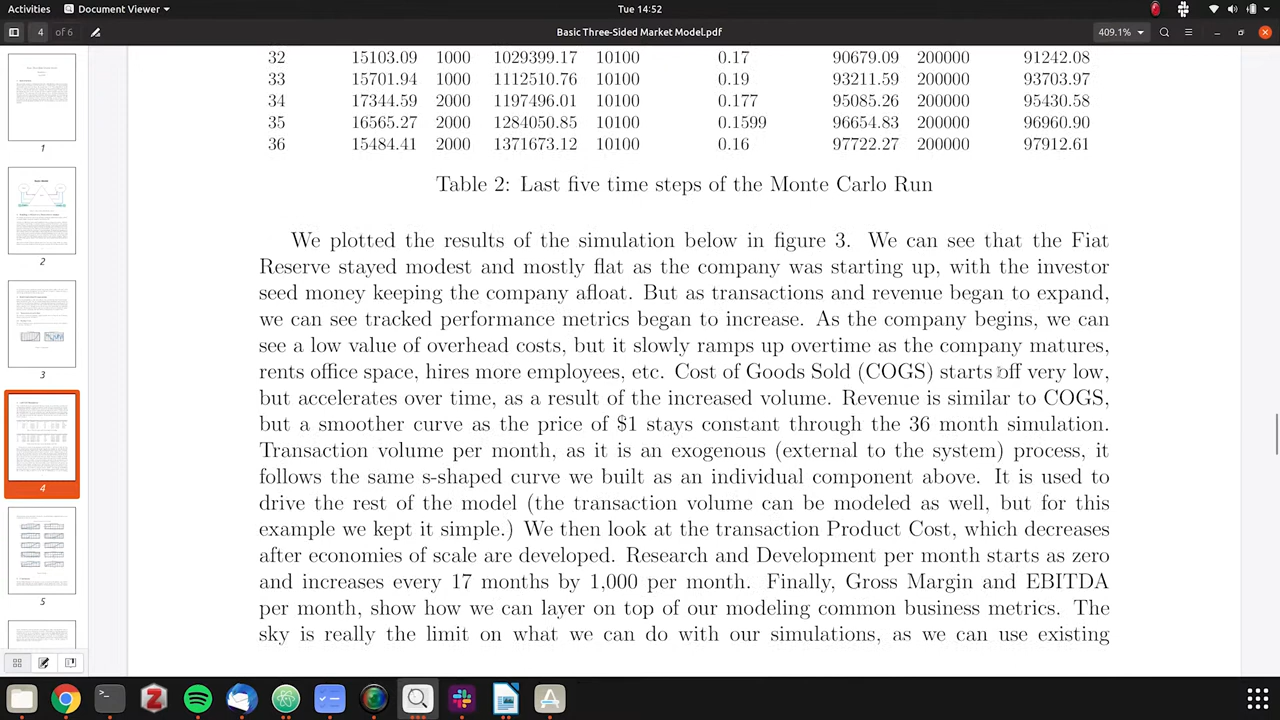 Activities
Document Viewer
Tue 14:52
4 of 6
Basic Three-Sided Market Model.pdf
409.1%
32 15103.09 1000 1029399.17 10100 0.17 90679.09 200000 91242.08
33 15717.94 1000 1112510.76 10100 0.19 93211.59 200000 93703.97
34 17344.59 2000 1197496.01 10100 0.177 95085.26 200000 95430.58
35 16565.27 2000 1284050.85 10100 0.1599 96654.83 200000 96960.90
36 15484.41 2000 1371673.12 10100 0.16 97722.27 200000 97912.61
Table 2: Last five time steps of the Monte Carlo Run
We plotted the results of the simulation below in figure 3. We can see that the Fiat
Reserve stayed modest and mostly flat as the company was starting up, with the investor
seed money keeping the company afloat. But as transactions and revenue began to expand,
we can see tracked performance metrics began to increase. As the company begins, we can
see a low value of overhead costs, but it slowly ramps up overtime as the company matures,
rents office space, hires more employees, etc. Cost of Goods Sold (COGS) starts off very low,
but accelerates over time, as a result of the increased volume. Revenue is similar to COGS,
but a smoother curve as the price of $1 stays constant through the 36 month simulation.
Transaction volume per month, as it is an exogenous (external to the system) process, it
follows the same s-shaped curve we built as an individual component above. It is used to
drive the rest of the model (the transaction volume can be modeled as well, but for this
example we kept it simple.) We then look at the transaction Product Cost, which decreases
after economies of scale are developed. Research and Development per month starts as zero
and increases every 17 months by 1,000 per month. Finally, Gross Margin and EBITDA
per month, show how we can layer on top of our modeling common business metrics. The
sky is really the limit on what we can do with our simulations, as we can use existing
1
2
3
4
5